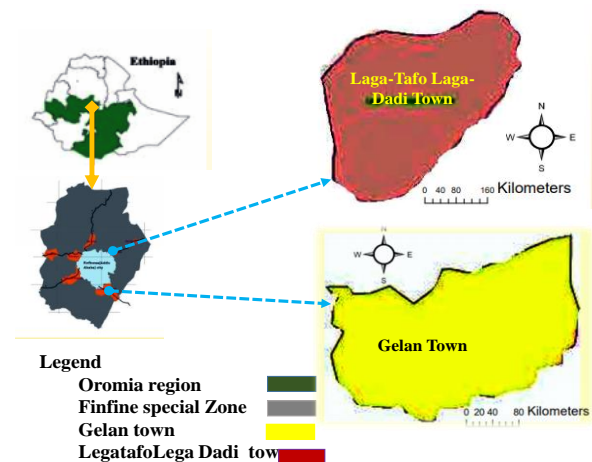 Ethiopia
N
Laga-Tafo Laga-
Dadi Town
N
W E
S
0 40 80 160 Kilometers
N
W E
S
Gelan Town
0 20 40 80 Kilometers
Legend
Oromia region
Finfine special Zone
Gelan town
LegatafoLega Dadi tow